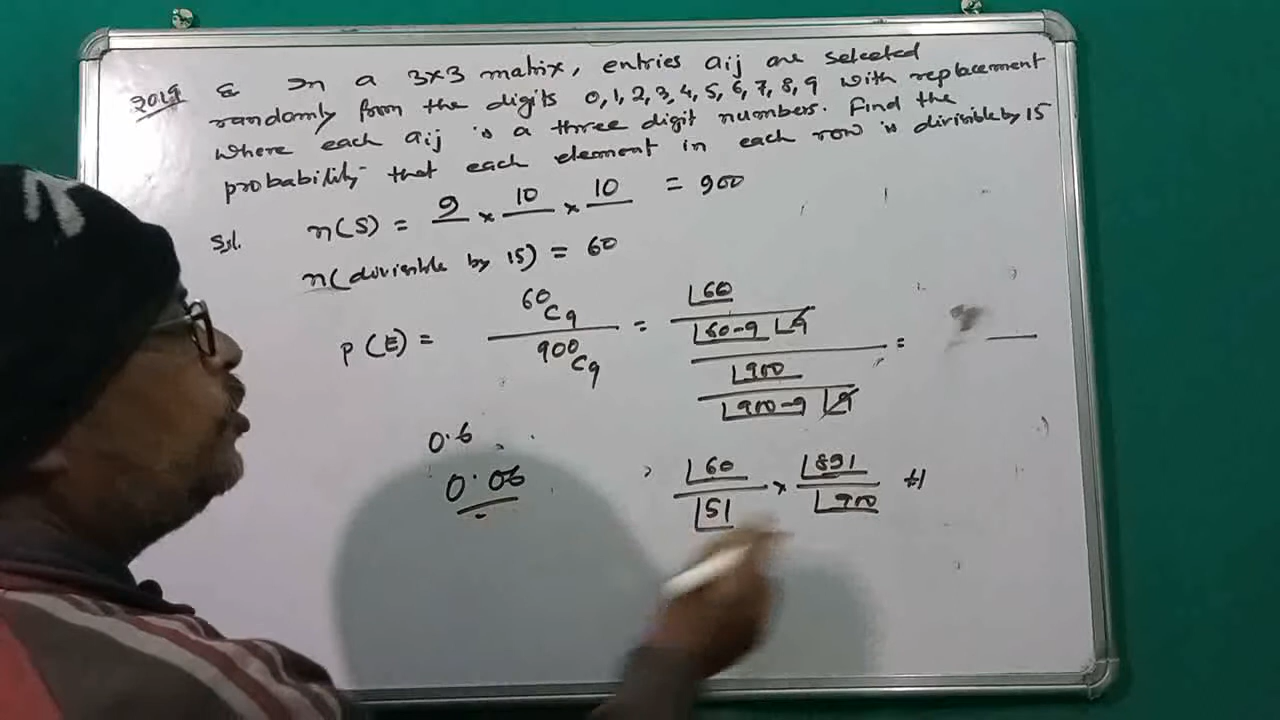 2019 Q In a 3x3 matrix, entries aij are selected
randomly from the digits 0, 1, 2, 3, 4, 5, 6, 7, 8, 9 with replacement
where each aij is a three digit numbers. Find the
probability that each element in each row is divisible by 15
Sol. n(S) = 9 × 10 × 10 = 900
n(divisible by 15) = 60
P(E) = 60C9 / 900C9 = (⌊60 / (⌊60-9 ⌊9)) / (⌊900 / (⌊900-9 ⌊9)) =
0.6
0.06
⌊60 / ⌊51 × ⌊891 / ⌊900